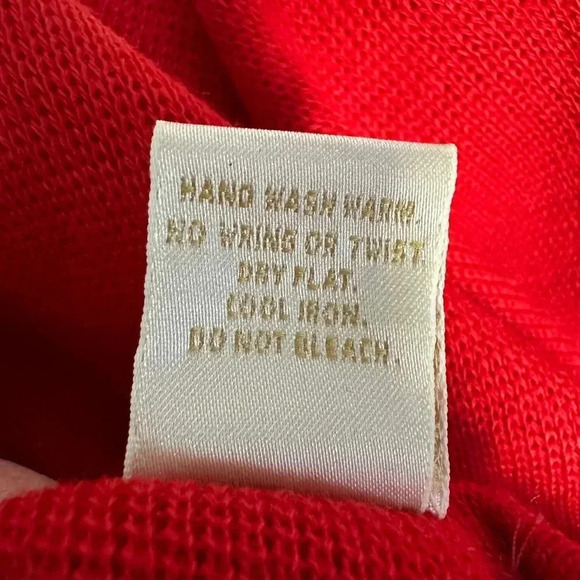 HAND WASH WARM.
NO WRING OR TWIST.
DRY FLAT.
COOL IRON.
DO NOT BLEACH.